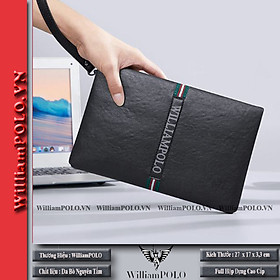 WilliamPOLO.VN
WILLIAMPOLO
WilliamPOLO.VN
WilliamPOLO.VN
WilliamPOLO.VN
Thương Hiệu : WilliamPOLO
Kích Thước : 27 x 17 x 3,3 cm
Chất liệu : Da Bò Nguyên Tấm
WilliamPOLO
Full Hộp Đựng Cao Cấp